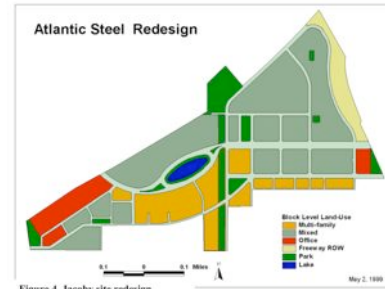 Atlantic Steel Redesign
Block Level Land-Use
Multi-family
Mixed
Office
Freeway ROW
Park
Lake
0.1 0 0.1 Miles
N
May 2, 1999
Figure 4. Jacoby site redesign